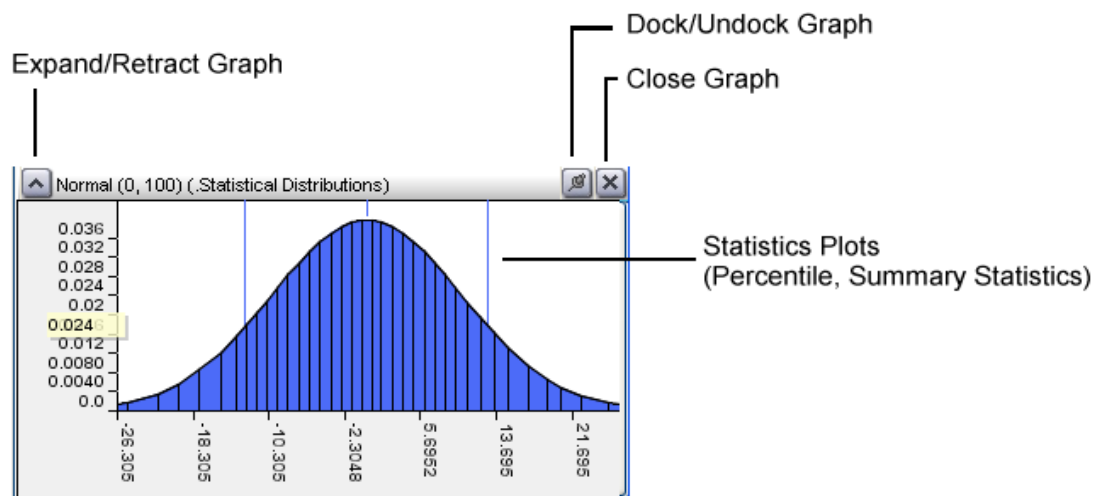 Dock/Undock Graph
Expand/Retract Graph
Close Graph
Normal (0, 100) (.Statistical Distributions)
Statistics Plots
(Percentile, Summary Statistics)
0.036
0.032
0.028
0.024
0.02
0.0246
0.012
0.0080
0.0040
0.0
-26.305
-18.305
-10.305
-2.3048
5.6952
13.695
21.695